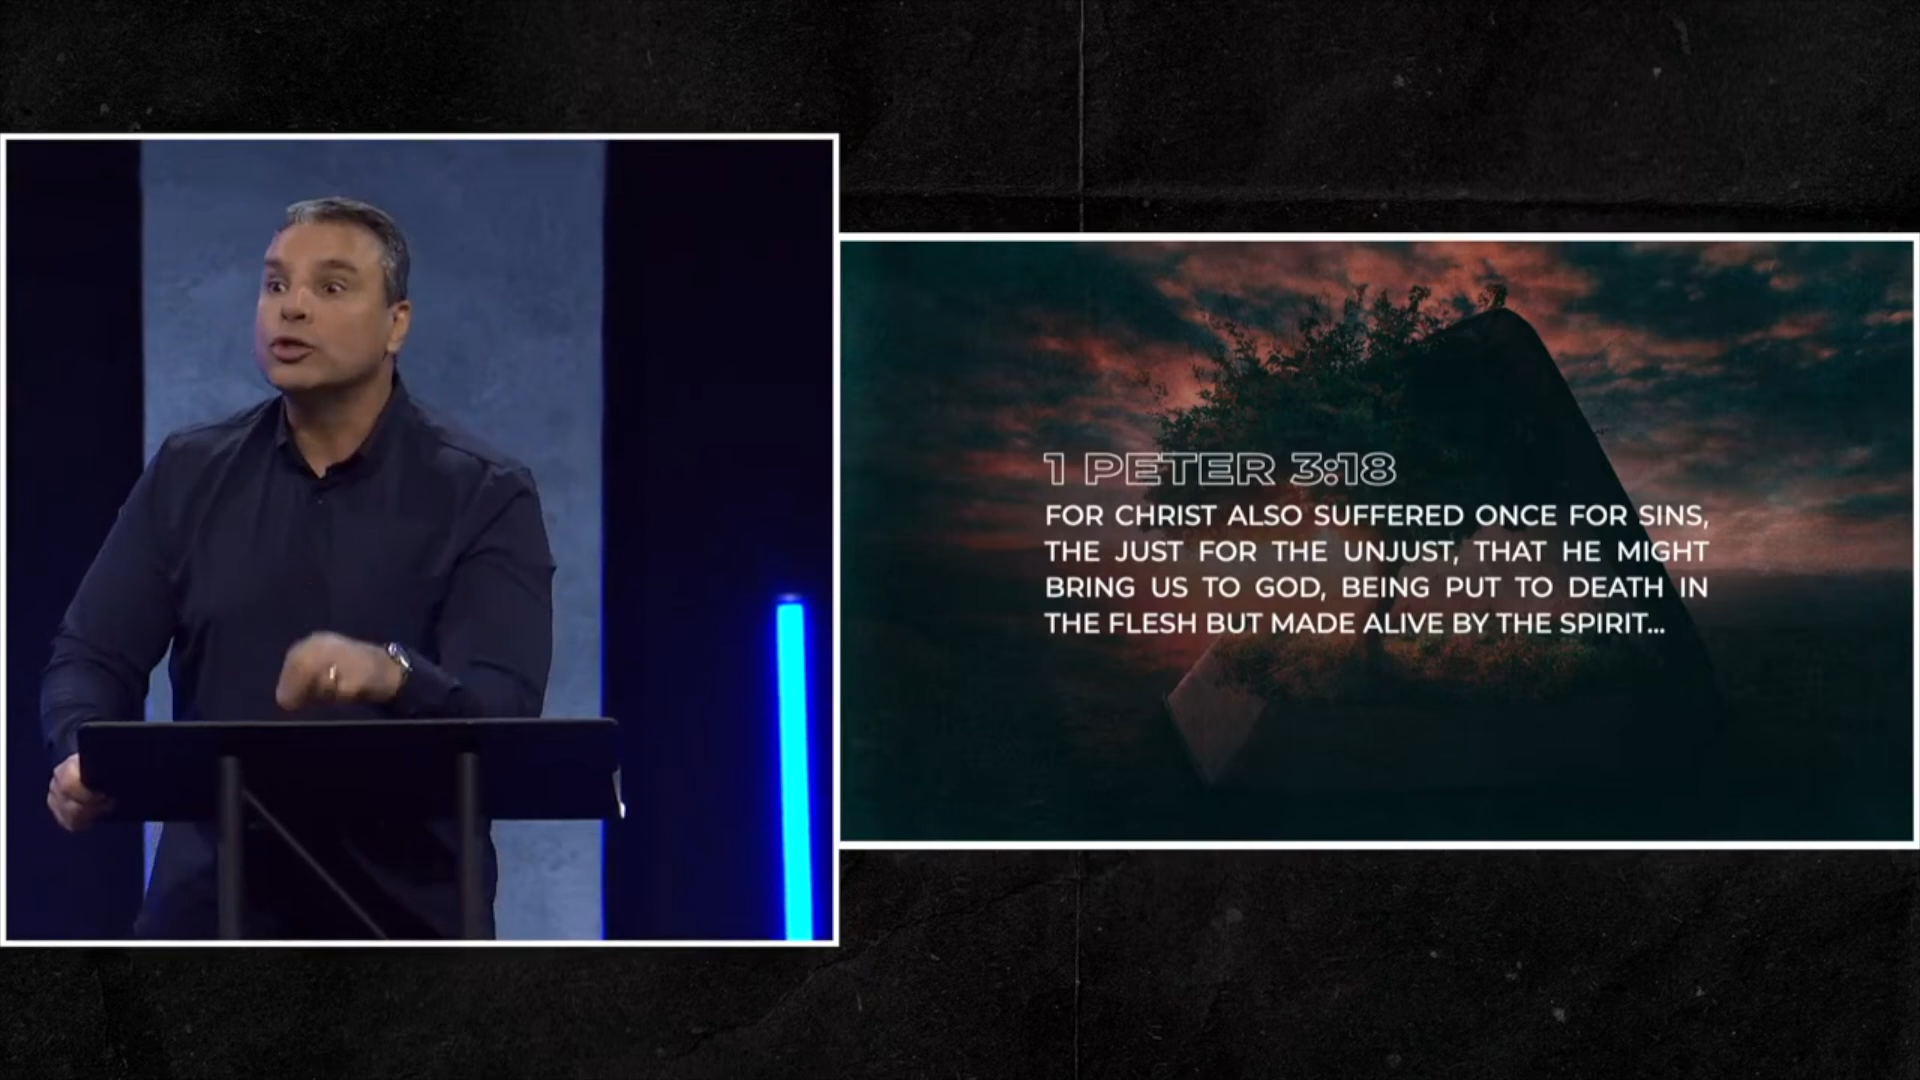 1 PETER 3:18
FOR CHRIST ALSO SUFFERED ONCE FOR SINS,
THE JUST FOR THE UNJUST, THAT HE MIGHT
BRING US TO GOD, BEING PUT TO DEATH IN
THE FLESH BUT MADE ALIVE BY THE SPIRIT...